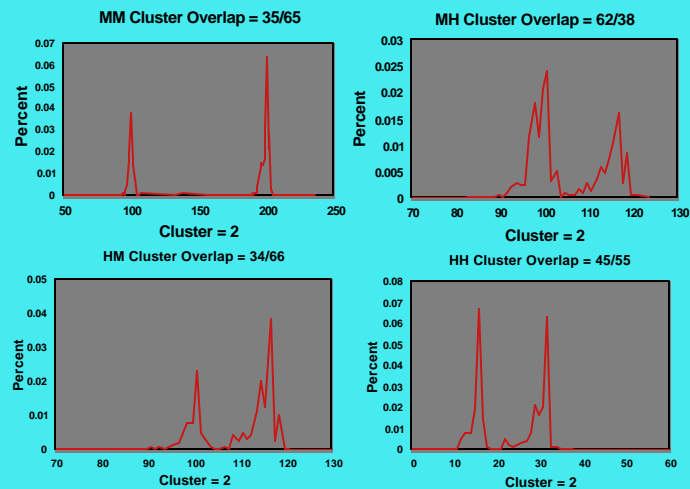 MM Cluster Overlap = 35/65
Percent
0.07
0.06
0.05
0.04
0.03
0.02
0.01
0
50 100 150 200 250
Cluster = 2
MH Cluster Overlap = 62/38
Percent
0.03
0.025
0.02
0.015
0.01
0.005
0
80 90 100 110 120 130
Cluster = 2
HM Cluster Overlap = 34/66
Percent
0.05
0.04
0.03
0.02
0.01
0
70 80 90 100 110 120 130
Cluster = 2
HH Cluster Overlap = 45/55
Percent
0.08
0.07
0.06
0.05
0.04
0.03
0.02
0.01
0
0 10 20 30 40 50 60
Cluster = 2